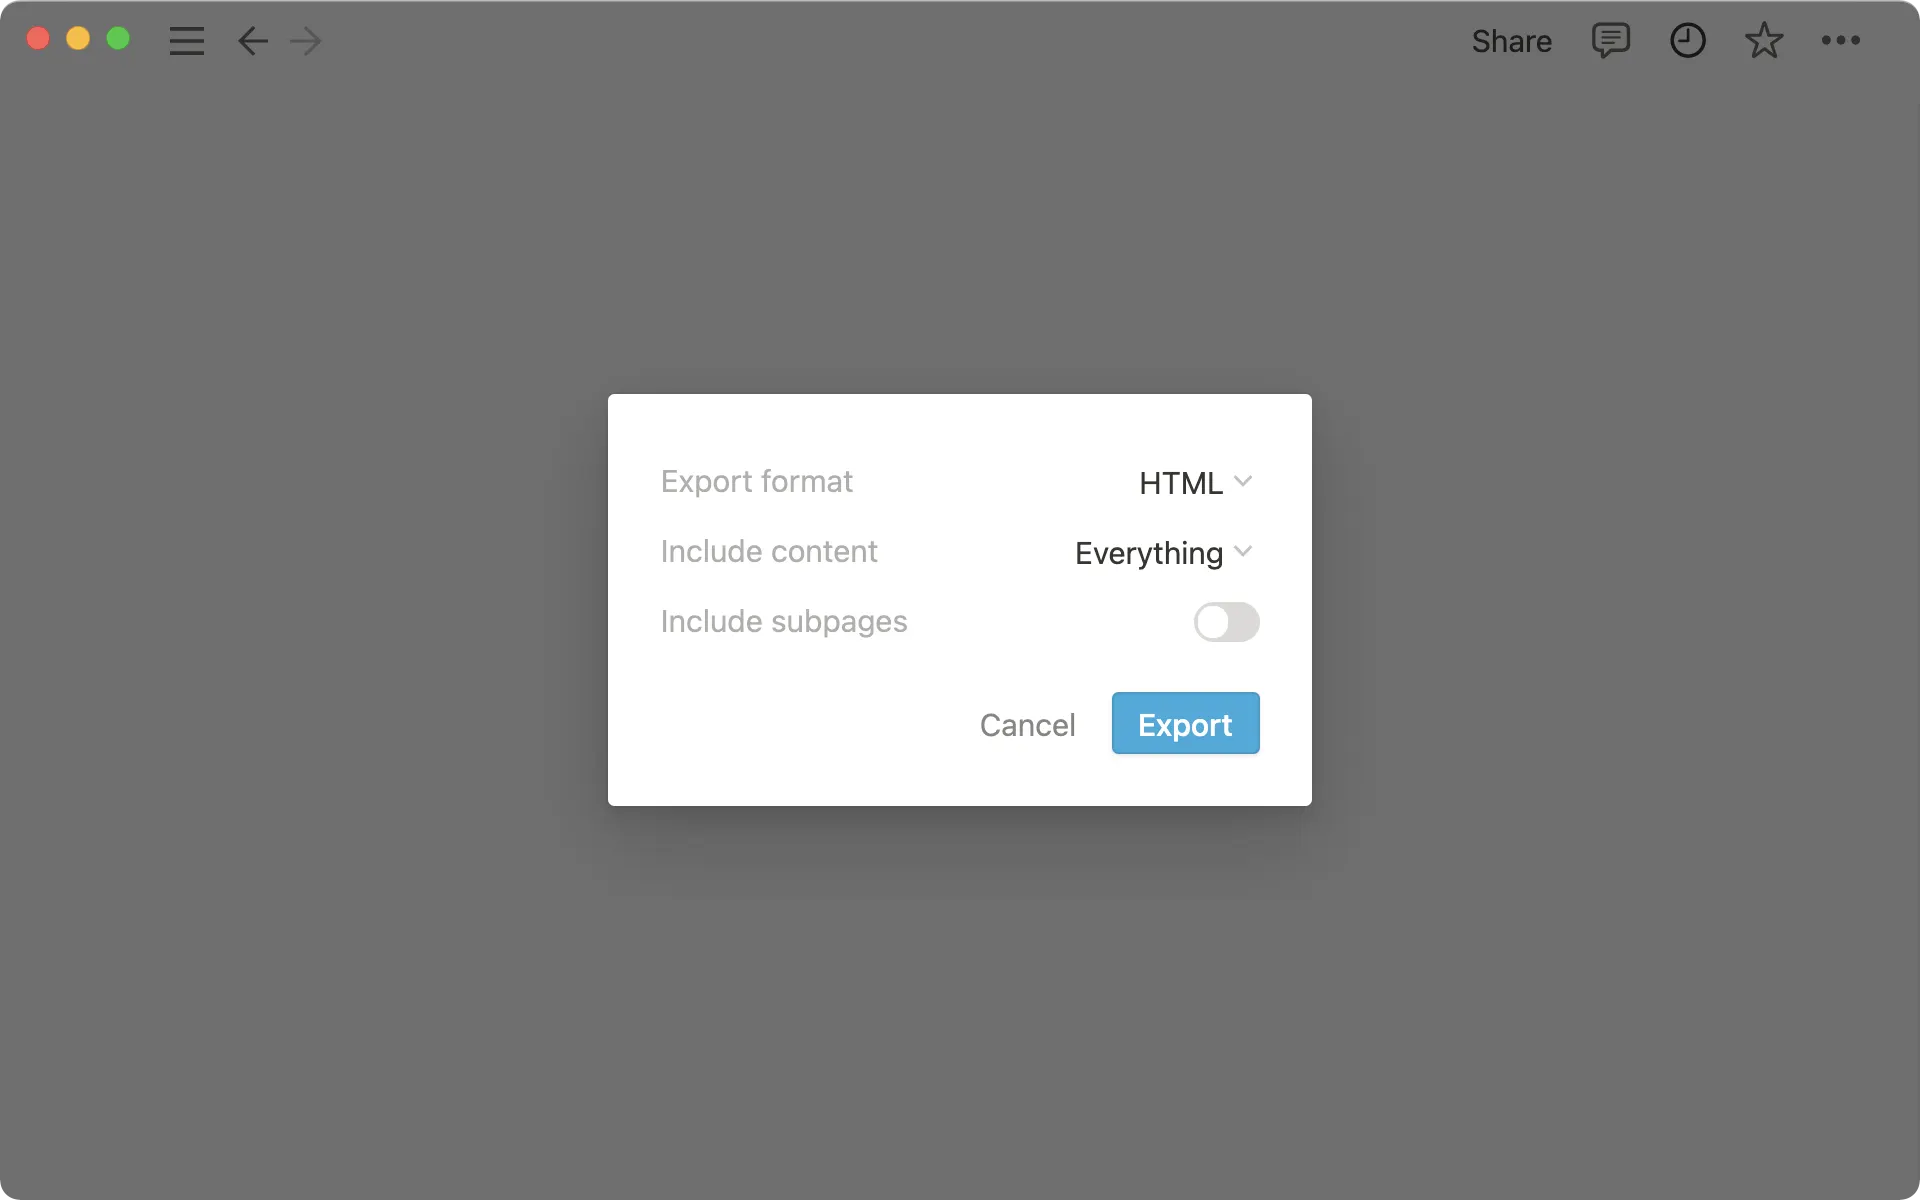 Share
Export format HTML
Include content Everything
Include subpages
Cancel Export